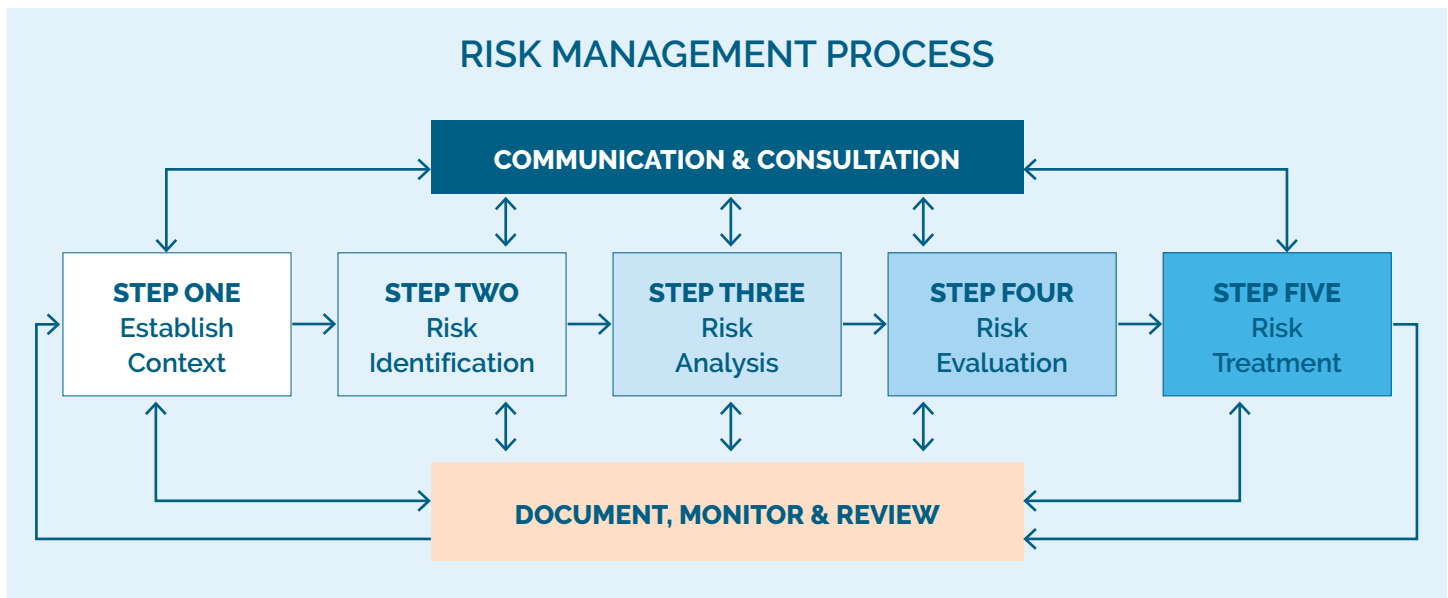 RISK MANAGEMENT PROCESS
COMMUNICATION & CONSULTATION
STEP ONE
Establish
Context
STEP TWO
Risk
Identification
STEP THREE
Risk
Analysis
STEP FOUR
Risk
Evaluation
STEP FIVE
Risk
Treatment
DOCUMENT, MONITOR & REVIEW